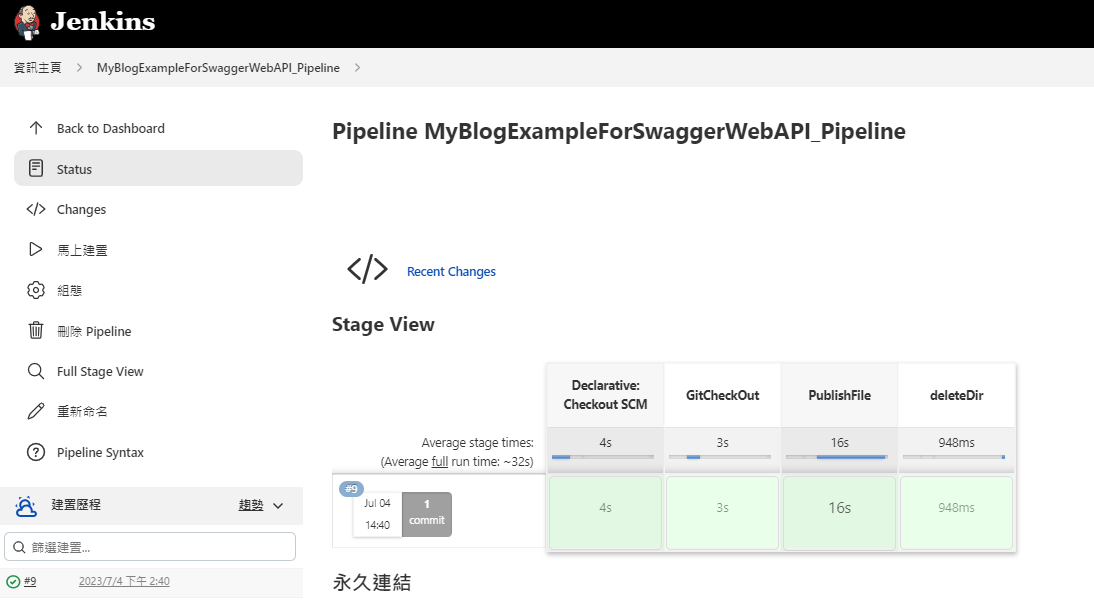 Jenkins
資訊主頁
MyBlogExampleForSwaggerWebAPI_Pipeline
Back to Dashboard
Status
Changes
馬上建置
組態
刪除 Pipeline
Full Stage View
重新命名
Pipeline Syntax
建置歷程
趨勢
篩選建置...
#9
2023/7/4 下午 2:40
Pipeline MyBlogExampleForSwaggerWebAPI_Pipeline
Recent Changes
Stage View
Declarative:
Checkout SCM
GitCheckOut
PublishFile
deleteDir
Average stage times:
(Average full run time: ~32s)
4s
3s
16s
948ms
#9
Jul 04
14:40
1
commit
4s
3s
16s
948ms
永久連結